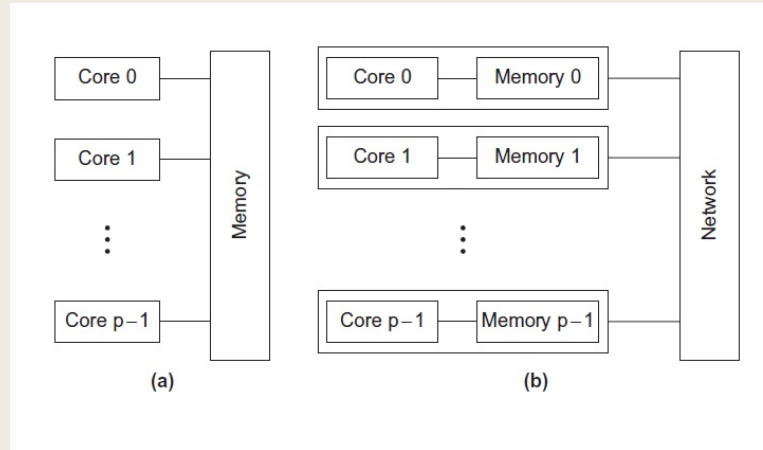 Core 0
Core 1
Core p−1
Memory
(a)
Core 0
Memory 0
Core 1
Memory 1
Core p−1
Memory p−1
Network
(b)